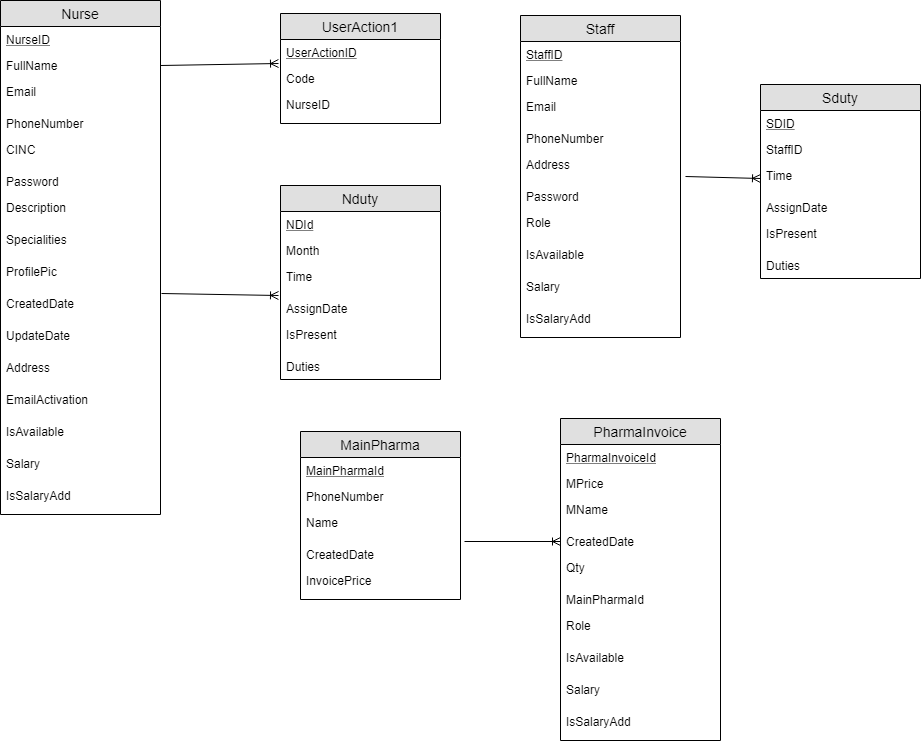 Nurse
NurseID
FullName
Email
PhoneNumber
CINC
Password
Description
Specialities
ProfilePic
CreatedDate
UpdateDate
Address
EmailActivation
IsAvailable
Salary
IsSalaryAdd
UserAction1
UserActionID
Code
NurseID
Nduty
NDId
Month
Time
AssignDate
IsPresent
Duties
Staff
StaffID
FullName
Email
PhoneNumber
Address
Password
Role
IsAvailable
Salary
IsSalaryAdd
Sduty
SDID
StaffID
Time
AssignDate
IsPresent
Duties
MainPharma
MainPharmaId
PhoneNumber
Name
CreatedDate
InvoicePrice
PharmaInvoice
PharmaInvoiceId
MPrice
MName
CreatedDate
Qty
MainPharmaId
Role
IsAvailable
Salary
IsSalaryAdd